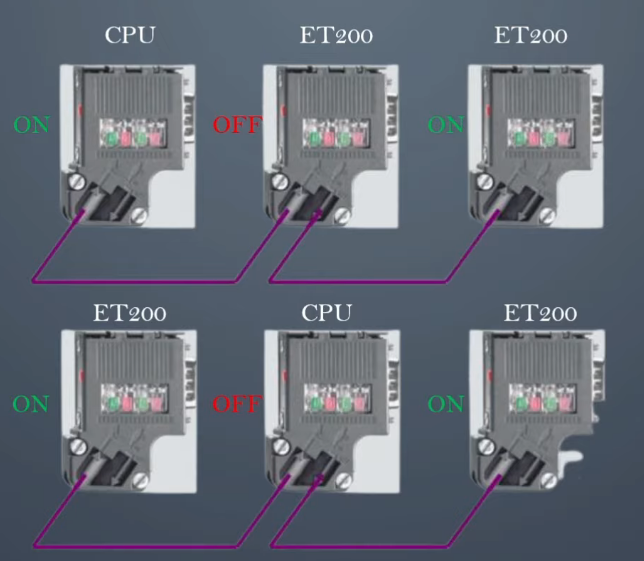 CPU ET200 ET200
ON OFF ON
ET200 CPU ET200
ON OFF ON